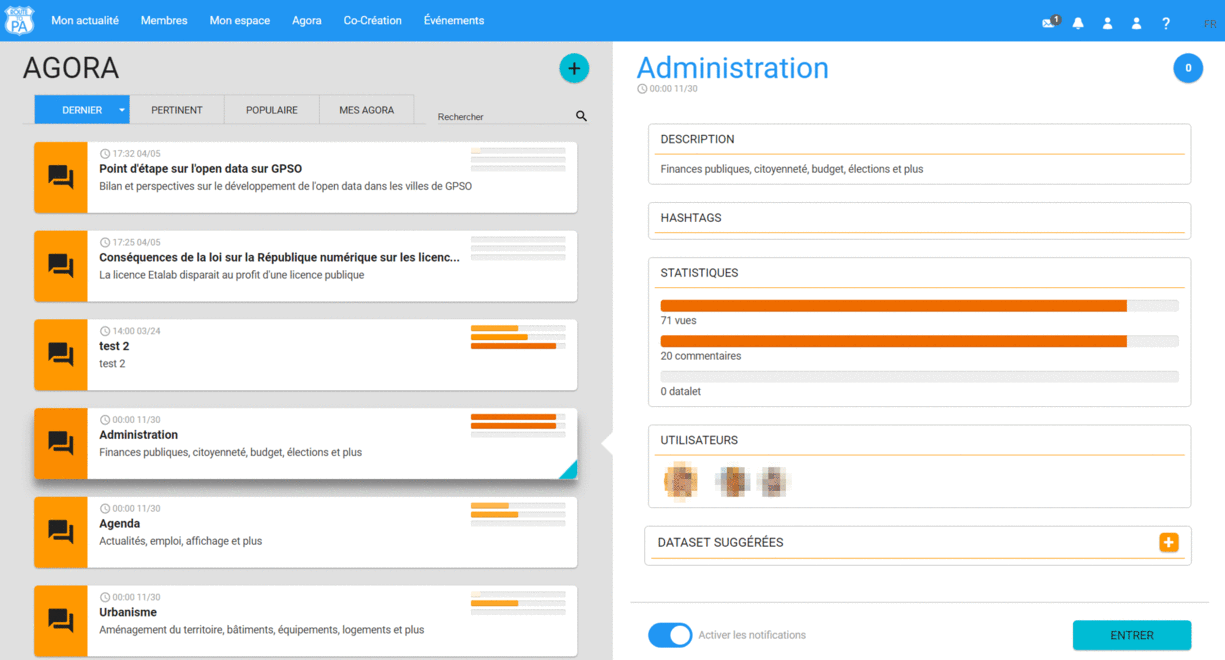 ROUTE
TO
PA
Mon actualité
Membres
Mon espace
Agora
Co-Création
Événements
1
?
FR
AGORA
+
DERNIER
PERTINENT
POPULAIRE
MES AGORA
Rechercher
17:32 04/05
Point d'étape sur l'open data sur GPSO
Bilan et perspectives sur le développement de l'open data dans les villes de GPSO
17:25 04/05
Conséquences de la loi sur la République numérique sur les licenc...
La licence Etalab disparait au profit d'une licence publique
14:00 03/24
test 2
test 2
00:00 11/30
Administration
Finances publiques, citoyenneté, budget, élections et plus
00:00 11/30
Agenda
Actualités, emploi, affichage et plus
00:00 11/30
Urbanisme
Aménagement du territoire, bâtiments, équipements, logements et plus
Administration
0
00:00 11/30
DESCRIPTION
Finances publiques, citoyenneté, budget, élections et plus
HASHTAGS
STATISTIQUES
71 vues
20 commentaires
0 datalet
UTILISATEURS
DATASET SUGGÉRÉES
+
Activer les notifications
ENTRER